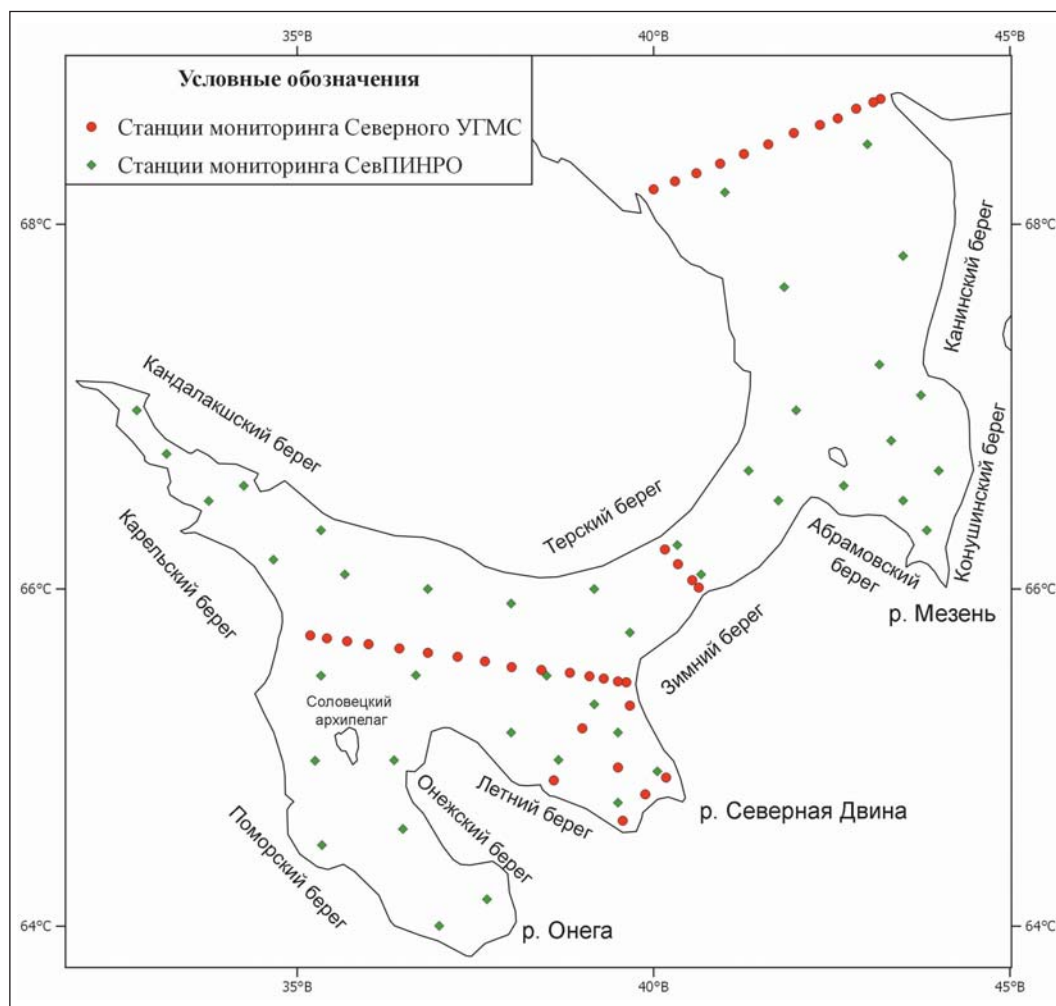 35°В
40°В
45°В
Условные обозначения
Станции мониторинга Северного УГМС
Станции мониторинга СевПИНРО
68°С
68°С
Канинский берег
Кандалакшский берег
Терский берег
Карельский берег
Абрамовский
берег
Конушинский берег
66°С
66°С
р. Мезень
Зимний берег
Соловецкий
архипелаг
Летний берег
Онежский берег
р. Северная Двина
Поморский берег
64°С
р. Онега
64°С
35°В
40°В
45°В